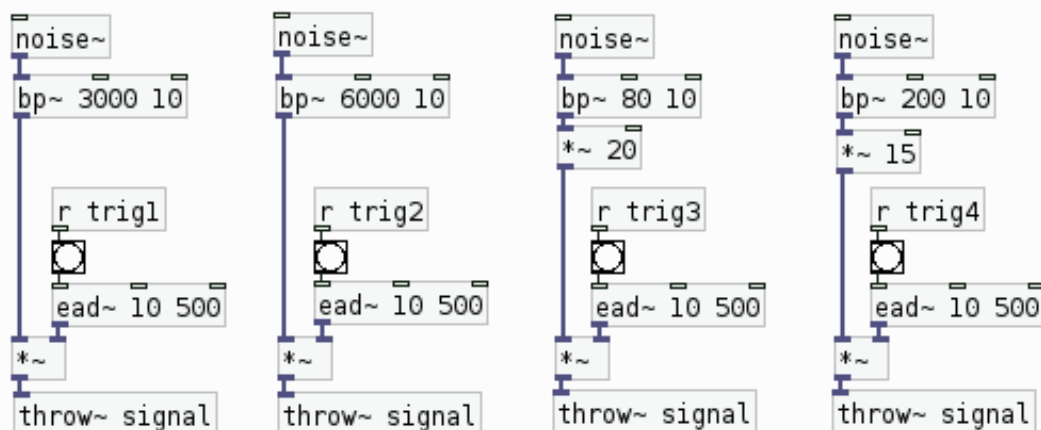 noise~
bp~ 3000 10
r trig1
ead~ 10 500
*~
throw~ signal
noise~
bp~ 6000 10
r trig2
ead~ 10 500
*~
throw~ signal
noise~
bp~ 80 10
*~ 20
r trig3
ead~ 10 500
*~
throw~ signal
noise~
bp~ 200 10
*~ 15
r trig4
ead~ 10 500
*~
throw~ signal